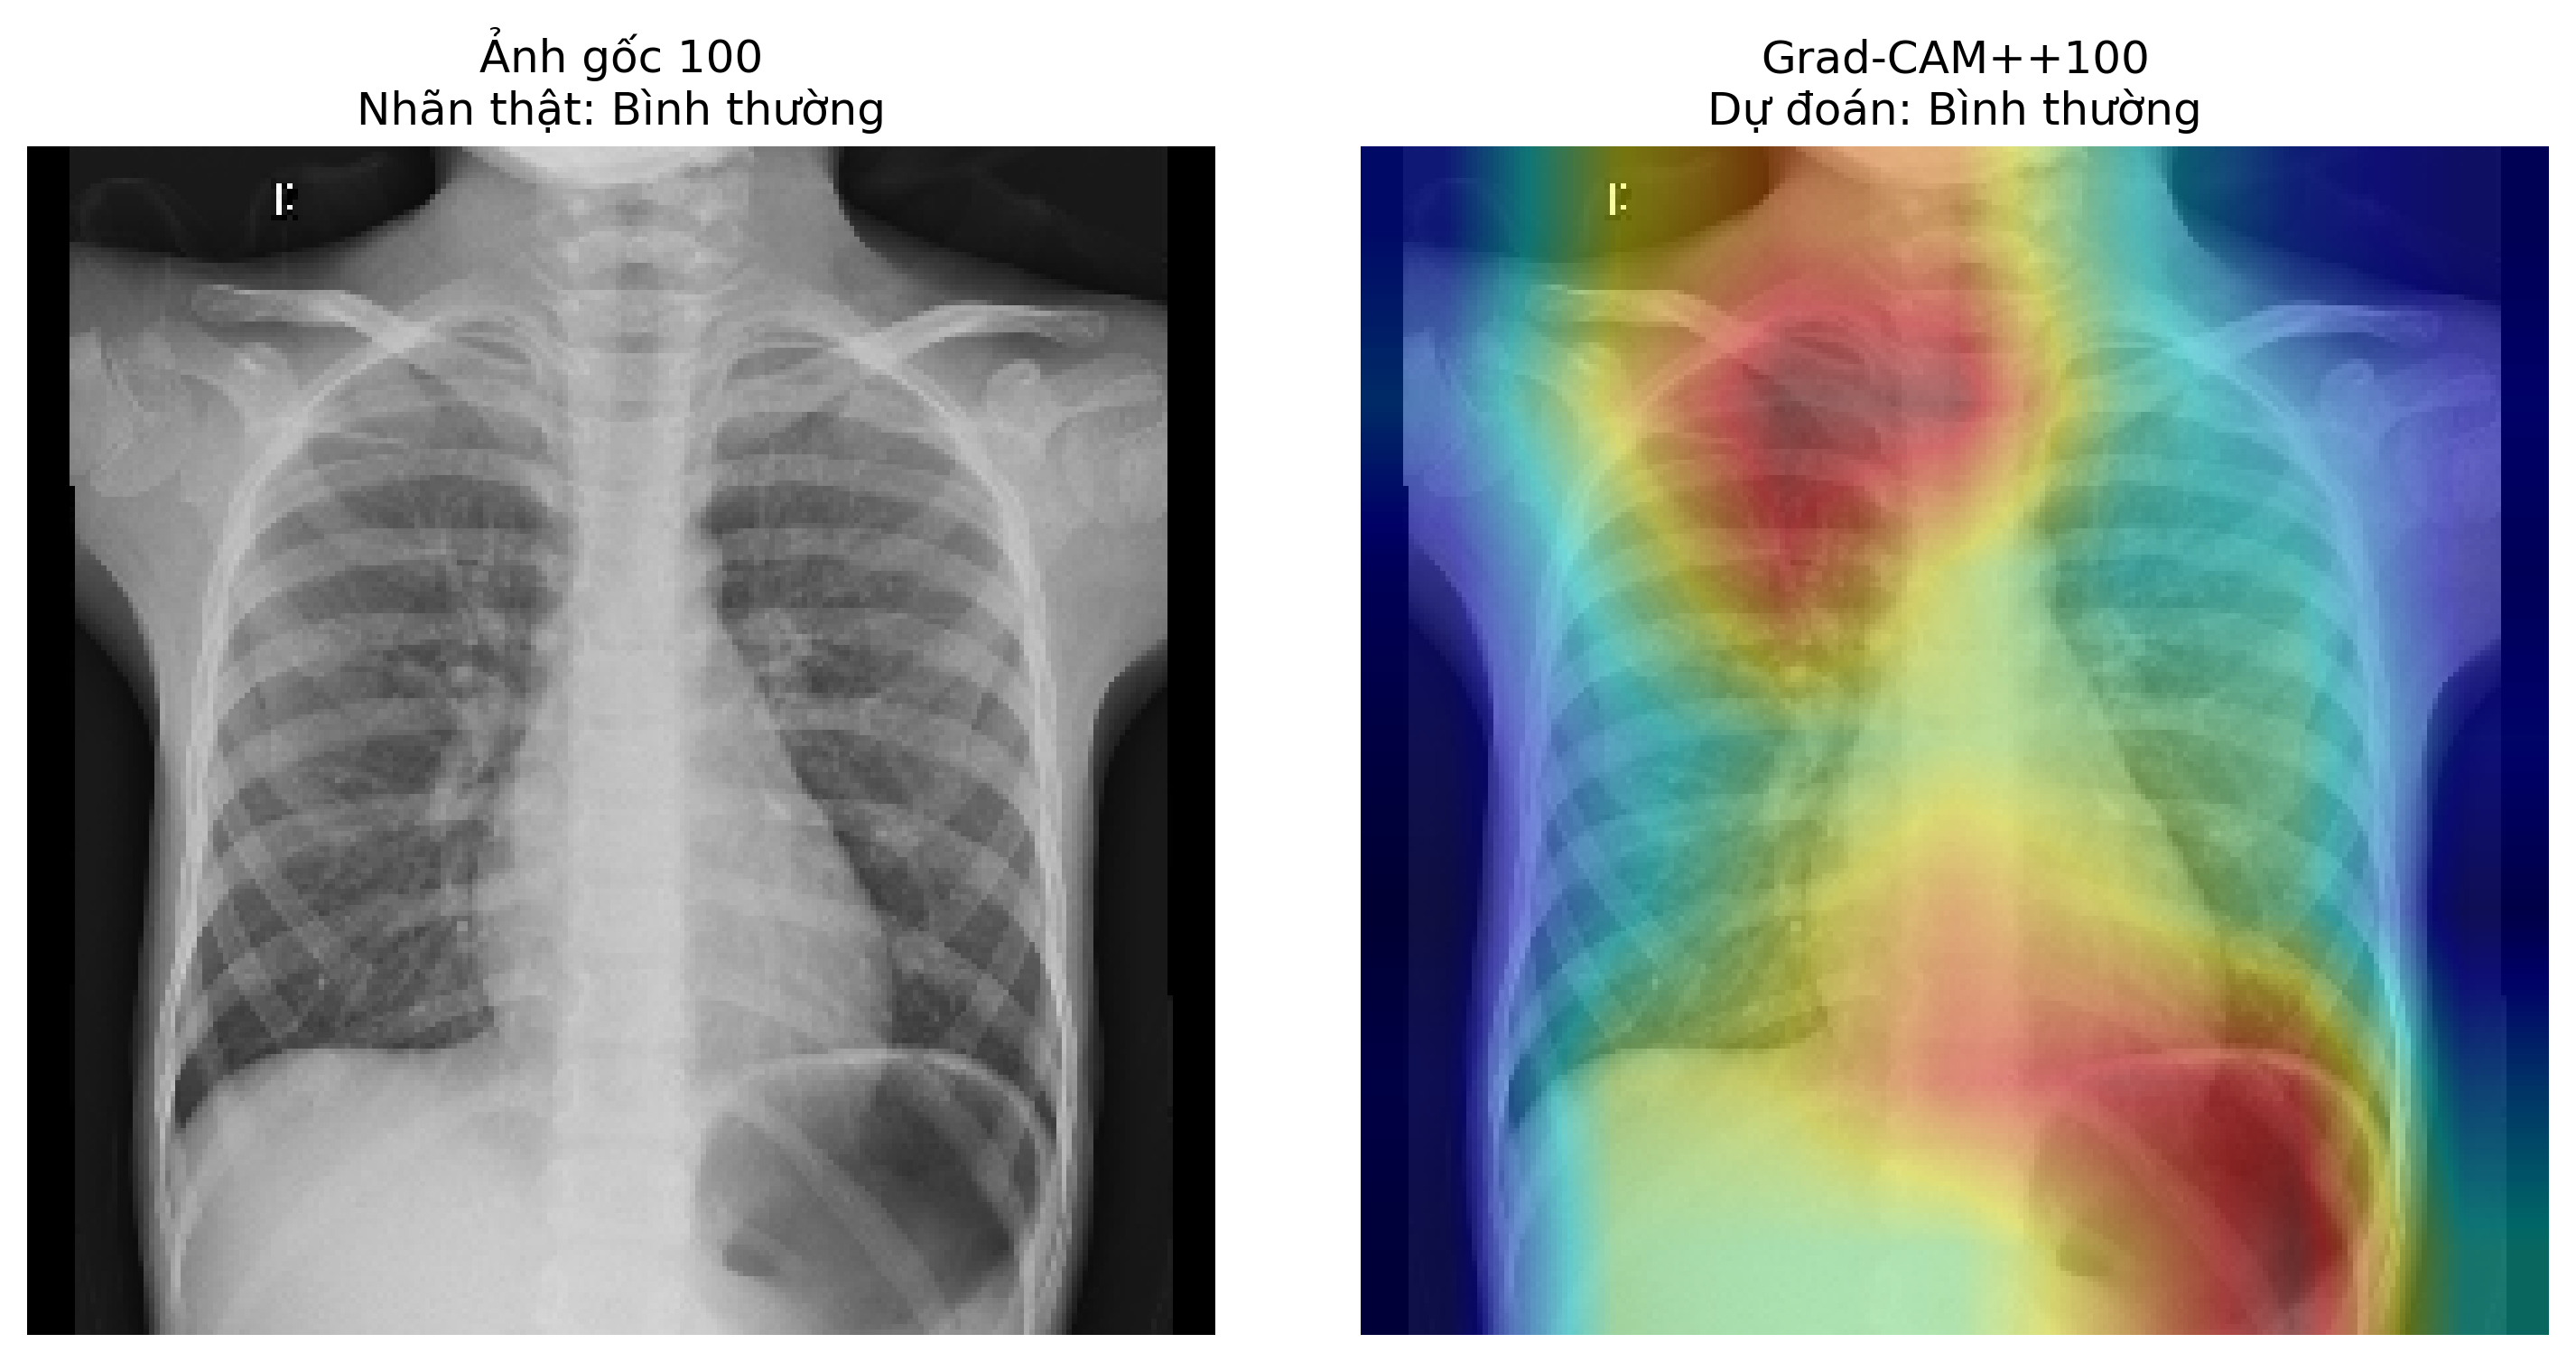 Ảnh gốc 100
Nhãn thật: Bình thường
Grad-CAM++100
Dự đoán: Bình thường